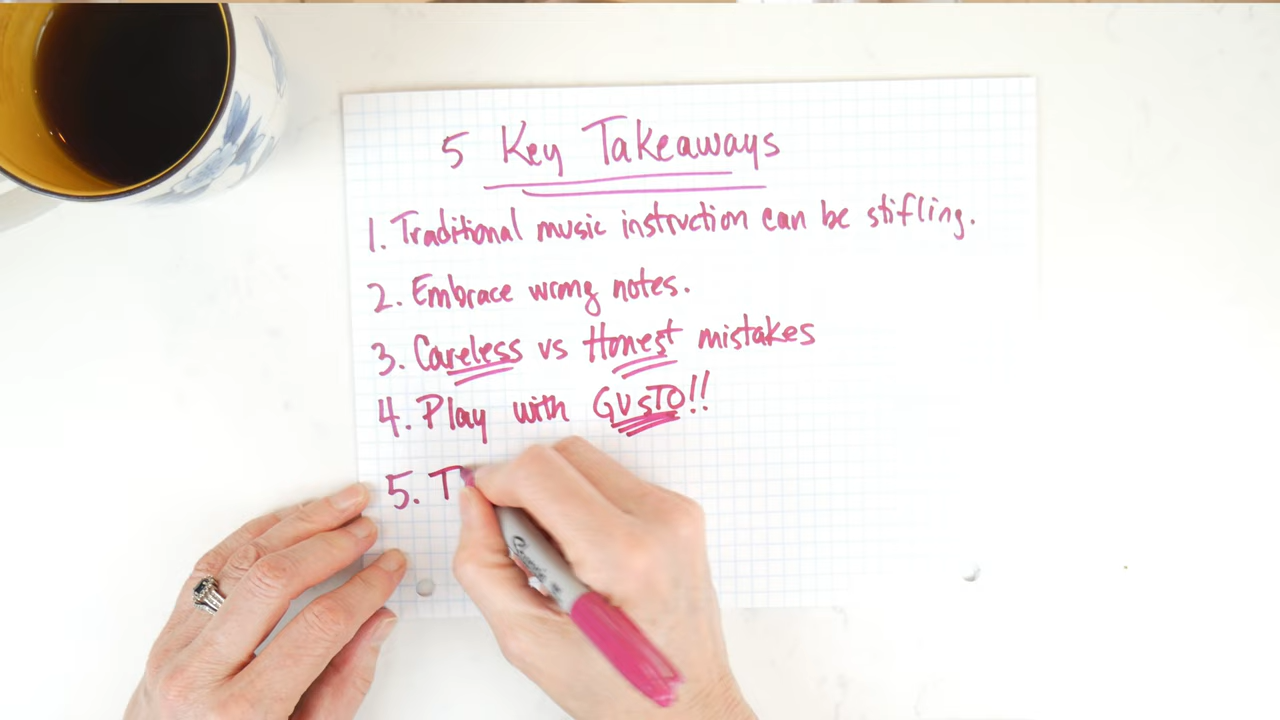 5 Key Takeaways
1. Traditional music instruction can be stifling.
2. Embrace wrong notes.
3. Careless vs Honest mistakes
4. Play with GUSTO!!
5. T